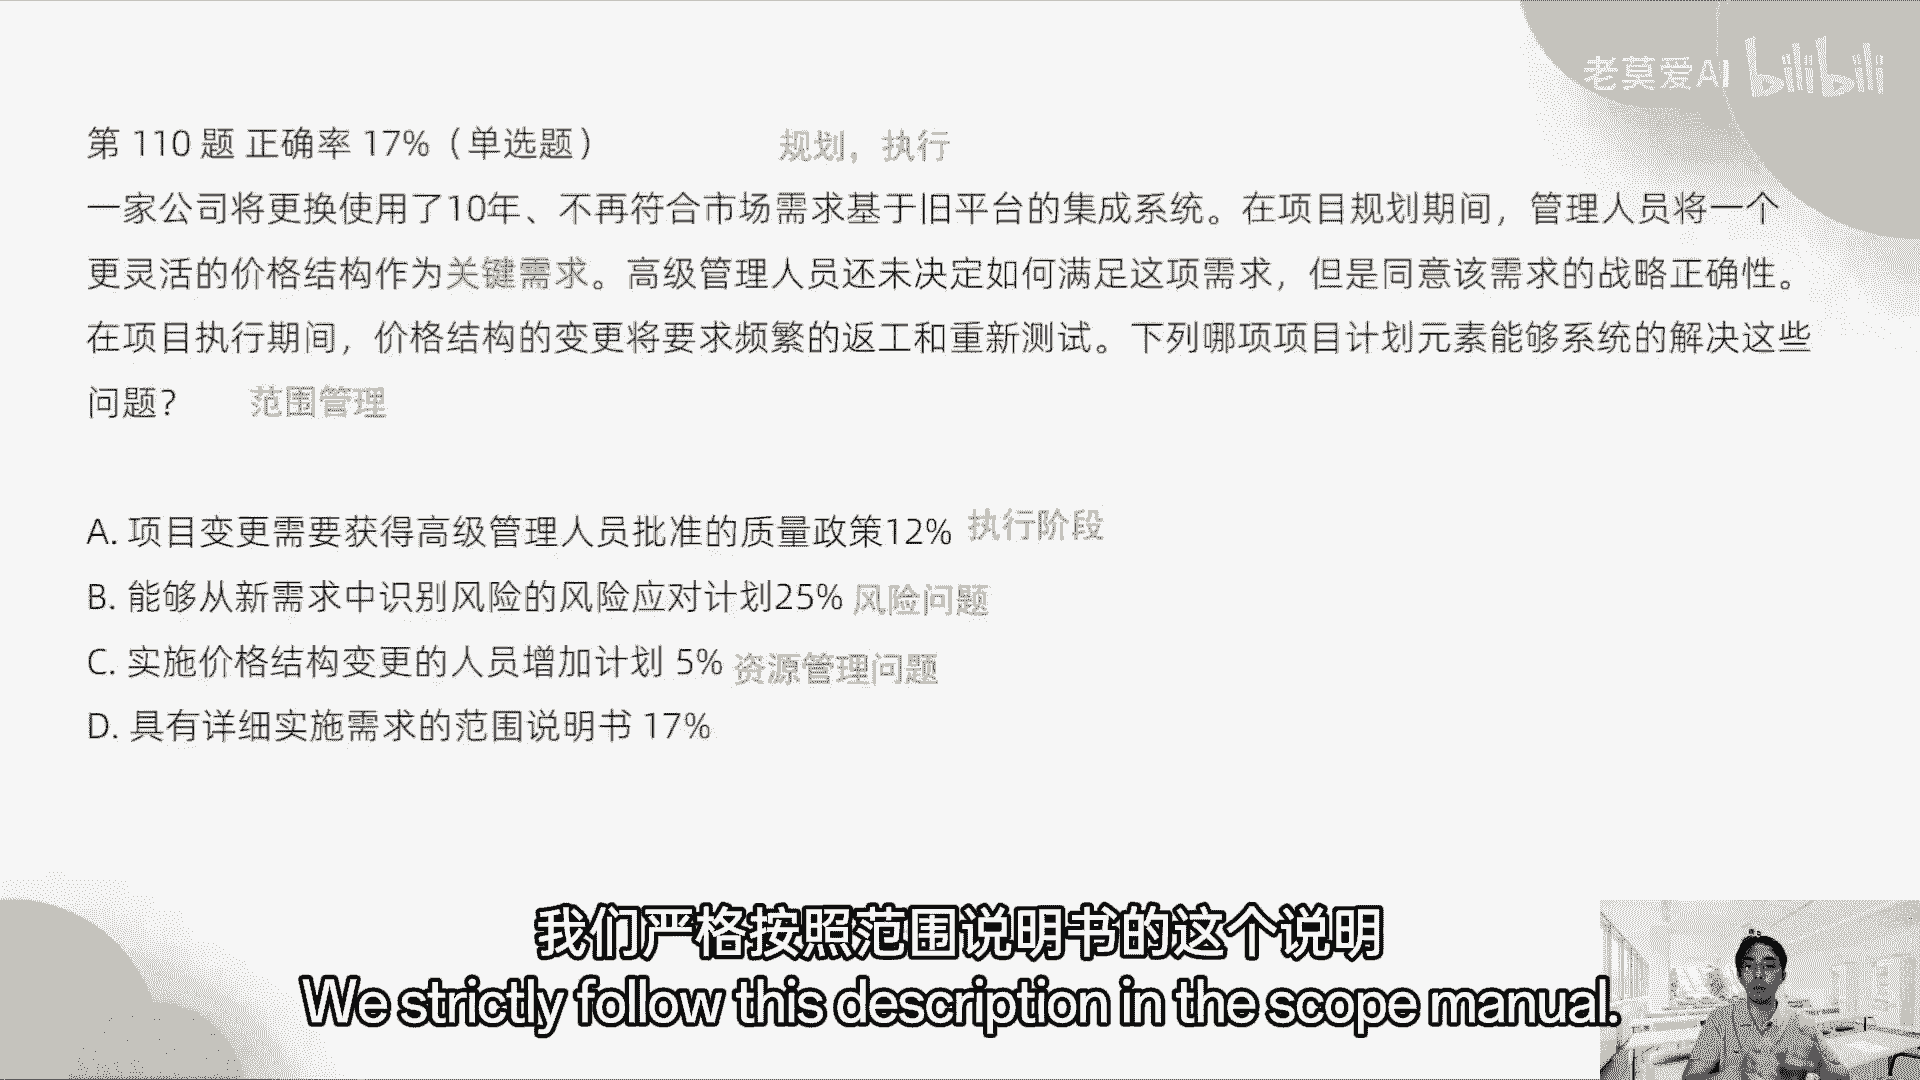 老莫爱AI bilibili
第 110 题 正确率 17%（单选题） 规划，执行
一家公司将更换使用了10年、不再符合市场需求基于旧平台的集成系统。在项目规划期间，管理人员将一个
更灵活的价格结构作为关键需求。高级管理人员还未决定如何满足这项需求，但是同意该需求的战略正确性。
在项目执行期间，价格结构的变更将要求频繁的返工和重新测试。下列哪项项目计划元素能够系统的解决这些
问题？ 范围管理
A. 项目变更需要获得高级管理人员批准的质量政策12% 执行阶段
B. 能够从新需求中识别风险的风险应对计划25% 风险问题
C. 实施价格结构变更的人员增加计划 5% 资源管理问题
D. 具有详细实施需求的范围说明书 17%
我们严格按照范围说明书的这个说明
We strictly follow this description in the scope manual.